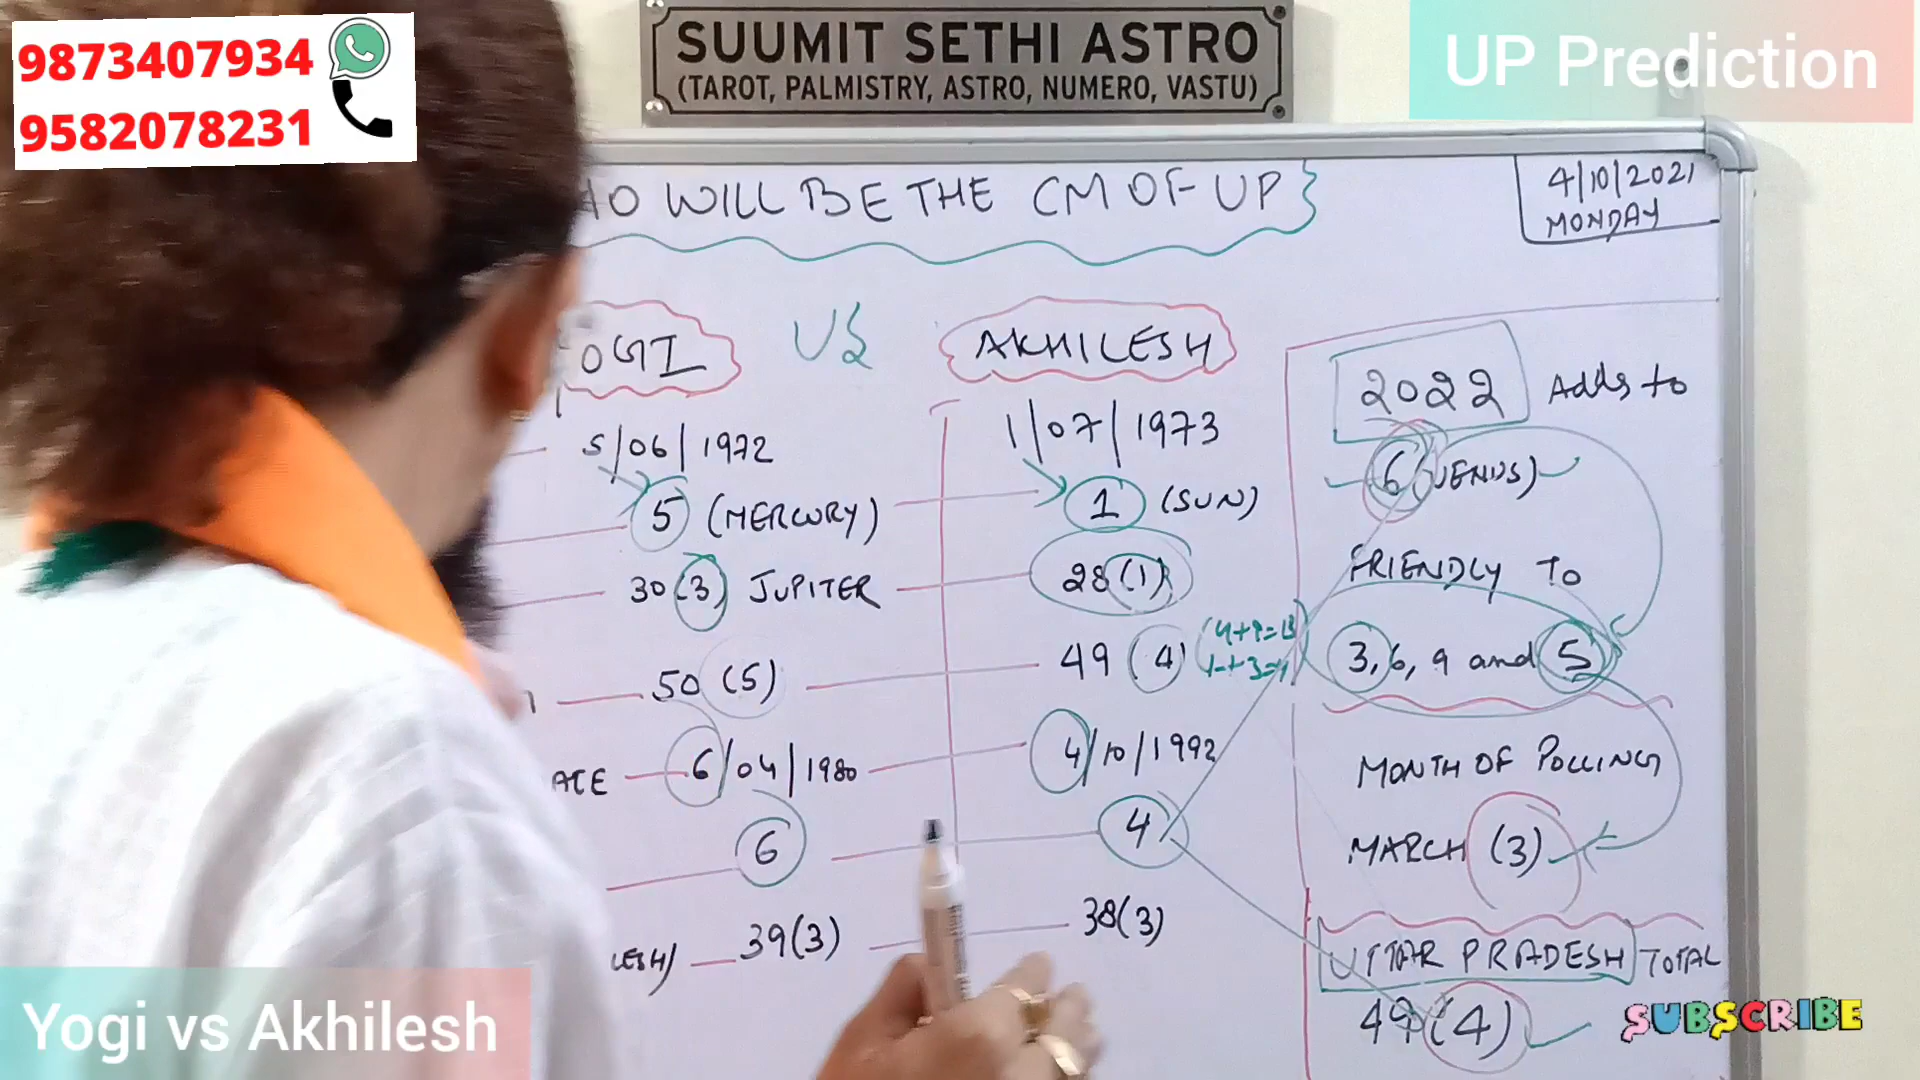 9873407934
9582078231
SUUMIT SETHI ASTRO
(TAROT, PALMISTRY, ASTRO, NUMERO, VASTU)
UP Prediction
WILL BE THE CM OF UP
4/10/2021
MONDAY
OGI VS AKHILESH
5/06/1972
1/07/1973
5 (MERCURY)
1 (SUN)
30(3) JUPITER
28(1)
50 (5)
49 (4)
6/04/1980
4/10/1992
6
4
LESH)
39(3)
38(3)
2022 Adds to
6 (VENUS)
FRIENDLY TO
3, 6, 9 and 5
MONTH OF POLLING
MARCH (3)
UTTAR PRADESH TOTAL
49 (4)
Yogi vs Akhilesh
SUBSCRIBE